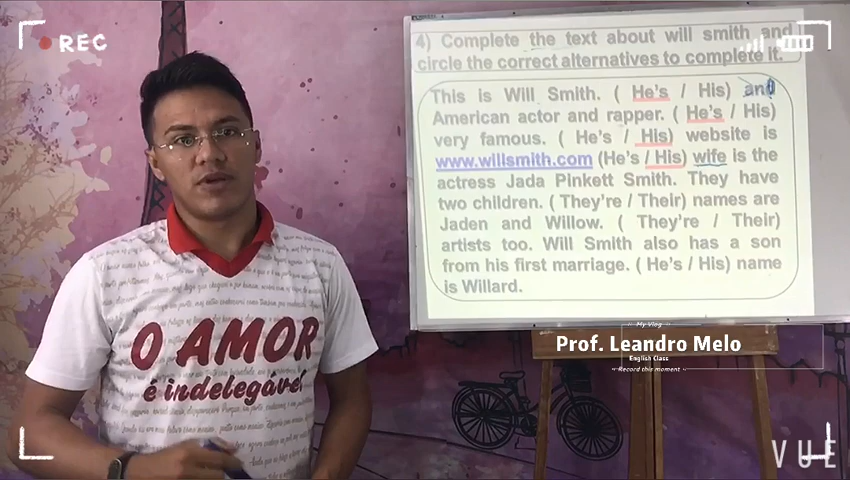 REC
4) Complete the text about will smith and
circle the correct alternatives to complete it.
This is Will Smith. ( He's / His) an
American actor and rapper. ( He's / His)
very famous. ( He's / His) website is
www.willsmith.com (He's / His) wife is the
actress Jada Pinkett Smith. They have
two children. ( They're / Their) names are
Jaden and Willow. ( They're / Their)
artists too. Will Smith also has a son
from his first marriage. ( He's / His) name
is Willard.
O AMOR
é indelegável
My Vlog
Prof. Leandro Melo
English Class
Record this moment
VUE